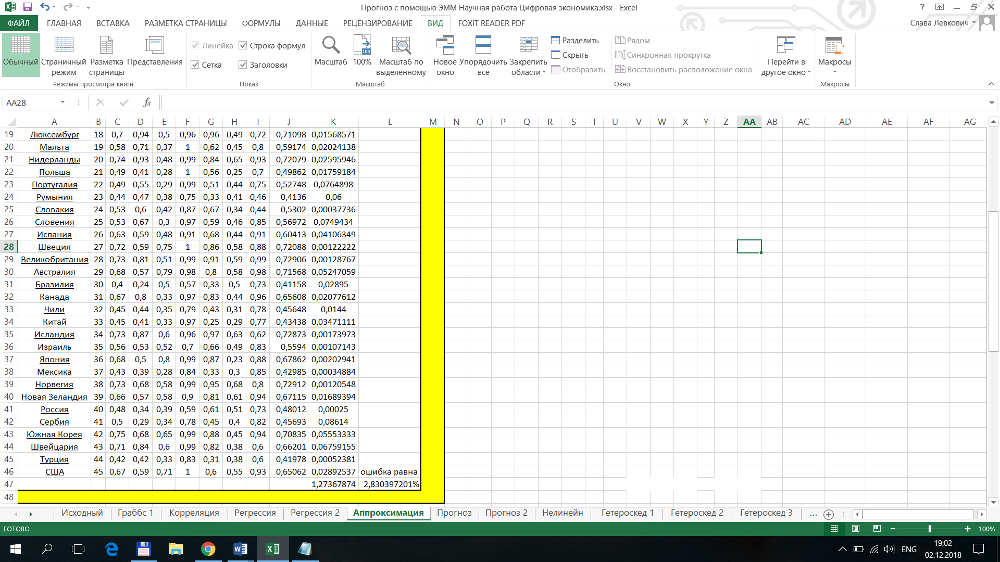 Прогноз с помощью ЭММ Научная работа Цифровая экономика.xlsx - Excel
ФАЙЛ ГЛАВНАЯ ВСТАВКА РАЗМЕТКА СТРАНИЦЫ ФОРМУЛЫ ДАННЫЕ РЕЦЕНЗИРОВАНИЕ ВИД FOXIT READER PDF Слава Левкович
Обычный Страничный режим Разметка страницы Представления
Режимы просмотра книги
Линейка Строка формул
Сетка Заголовки
Показ
Масштаб 100% Масштаб по выделенному
Масштаб
Новое окно Упорядочить все Закрепить области
Разделить
Скрыть
Отобразить
Рядом
Синхронная прокрутка
Восстановить расположение окна
Перейти в другое окно
Окно
Макросы
Макросы
AA28 fx
A B C D E F G H I J K L M N O P Q R S T U V W X Y Z AA AB AC AD AE AF AG
19 Люксембург 18 0,7 0,94 0,5 0,96 0,96 0,49 0,72 0,71098 0,01568571
20 Мальта 19 0,58 0,71 0,37 1 0,62 0,45 0,8 0,59174 0,02024138
21 Нидерланды 20 0,74 0,93 0,48 0,99 0,84 0,65 0,93 0,72079 0,02595946
22 Польша 21 0,49 0,41 0,28 1 0,56 0,25 0,7 0,49862 0,01759184
23 Португалия 22 0,49 0,55 0,29 0,99 0,51 0,44 0,75 0,52748 0,0764898
24 Румыния 23 0,44 0,47 0,38 0,75 0,33 0,41 0,46 0,4136 0,06
25 Словакия 24 0,53 0,6 0,42 0,87 0,67 0,34 0,44 0,5302 0,00037736
26 Словения 25 0,53 0,67 0,3 0,97 0,59 0,46 0,85 0,56972 0,0749434
27 Испания 26 0,63 0,59 0,48 0,91 0,68 0,44 0,91 0,60413 0,04106349
28 Швеция 27 0,72 0,59 0,75 1 0,86 0,58 0,88 0,72088 0,00122222
29 Великобритания 28 0,73 0,81 0,51 0,99 0,91 0,59 0,99 0,72906 0,00128767
30 Австралия 29 0,68 0,57 0,79 0,98 0,8 0,58 0,98 0,71568 0,05247059
31 Бразилия 30 0,4 0,24 0,5 0,57 0,33 0,5 0,73 0,41158 0,02895
32 Канада 31 0,67 0,8 0,33 0,97 0,83 0,44 0,96 0,65608 0,02077612
33 Чили 32 0,45 0,44 0,35 0,79 0,43 0,31 0,78 0,45648 0,0144
34 Китай 33 0,45 0,41 0,33 0,97 0,25 0,29 0,77 0,43438 0,03471111
35 Исландия 34 0,73 0,87 0,6 0,96 0,97 0,63 0,62 0,72873 0,00173973
36 Израиль 35 0,56 0,53 0,52 0,7 0,66 0,49 0,83 0,5594 0,00107143
37 Япония 36 0,68 0,5 0,8 0,99 0,87 0,23 0,88 0,67862 0,00202941
38 Мексика 37 0,43 0,39 0,28 0,84 0,33 0,3 0,85 0,42985 0,00034884
39 Норвегия 38 0,73 0,68 0,58 0,99 0,95 0,68 0,8 0,72912 0,00120548
40 Новая Зеландия 39 0,66 0,57 0,58 0,9 0,81 0,61 0,94 0,67115 0,01689394
41 Россия 40 0,48 0,34 0,39 0,59 0,61 0,51 0,73 0,48012 0,00025
42 Сербия 41 0,5 0,29 0,34 0,78 0,45 0,4 0,82 0,45693 0,08614
43 Южная Корея 42 0,75 0,68 0,65 0,99 0,88 0,45 0,94 0,70835 0,05553333
44 Швейцария 43 0,71 0,84 0,6 0,99 0,82 0,38 0,6 0,66201 0,06759155
45 Турция 44 0,42 0,42 0,33 0,83 0,31 0,38 0,6 0,41978 0,00052381
46 США 45 0,67 0,59 0,71 1 0,6 0,55 0,93 0,65062 0,02892537 ошибка равна
47 1,27367874 2,830397201%
48
Исходный Граббс 1 Корреляция Регрессия Регрессия 2 Аппроксимация Прогноз Прогноз 2 Нелинейн Гетероскед 1 Гетероскед 2 Гетероскед 3 ...
ГОТОВО 100%
ENG 19:02
02.12.2018